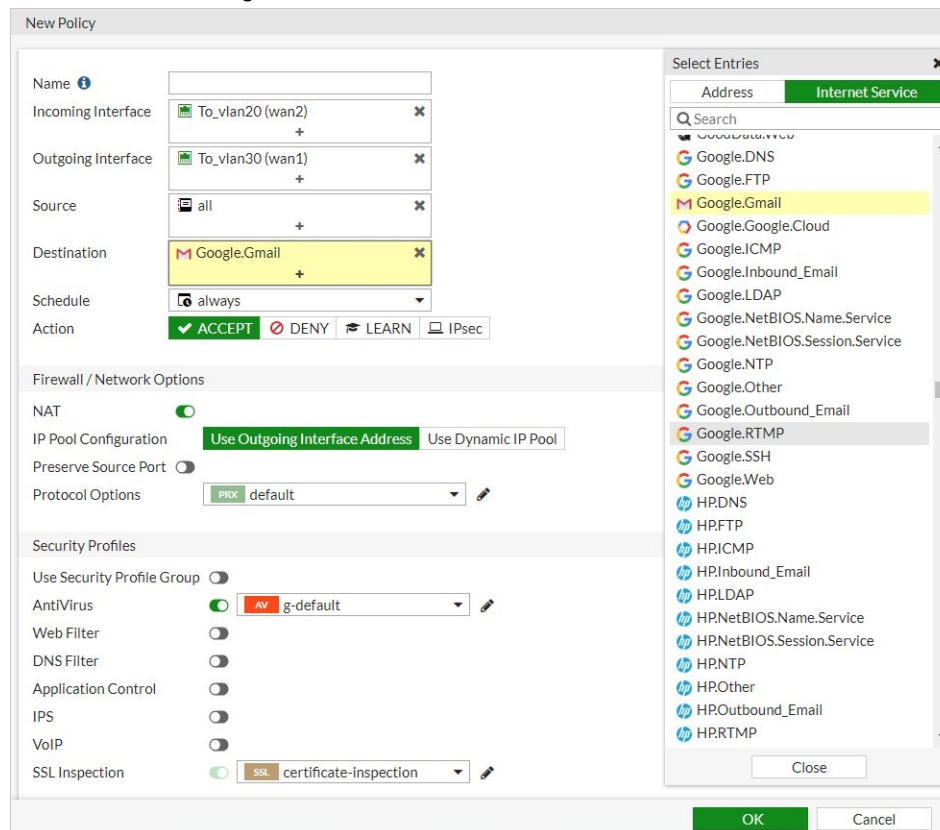 New Policy
Name
Incoming Interface
To_vlan20 (wan2)
+
Outgoing Interface
To_vlan30 (wan1)
+
Source
all
+
Destination
Google.Gmail
+
Schedule
always
Action
ACCEPT DENY LEARN IPsec
Firewall / Network Options
NAT
IP Pool Configuration
Use Outgoing Interface Address Use Dynamic IP Pool
Preserve Source Port
Protocol Options
PRX default
Security Profiles
Use Security Profile Group
AntiVirus
AV g-default
Web Filter
DNS Filter
Application Control
IPS
VoIP
SSL Inspection
SSL certificate-inspection
Select Entries
Address Internet Service
Search
GoodData.Web
Google.DNS
Google.FTP
Google.Gmail
Google.Google.Cloud
Google.ICMP
Google.Inbound_Email
Google.LDAP
Google.NetBIOS.Name.Service
Google.NetBIOS.Session.Service
Google.NTP
Google.Other
Google.Outbound_Email
Google.RTMP
Google.SSH
Google.Web
HP.DNS
HP.FTP
HP.ICMP
HP.Inbound_Email
HP.LDAP
HP.NetBIOS.Name.Service
HP.NetBIOS.Session.Service
HP.NTP
HP.Other
HP.Outbound_Email
HP.RTMP
Close
OK Cancel